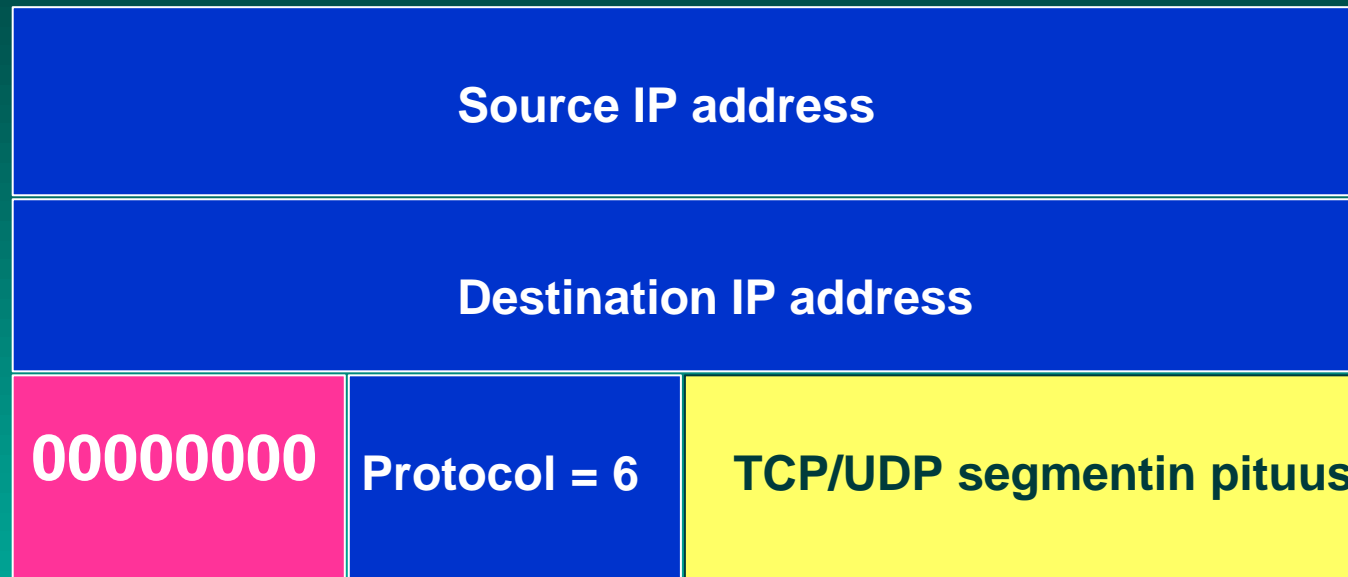 Source IP address
Destination IP address
00000000 Protocol = 6 TCP/UDP segmentin pituus